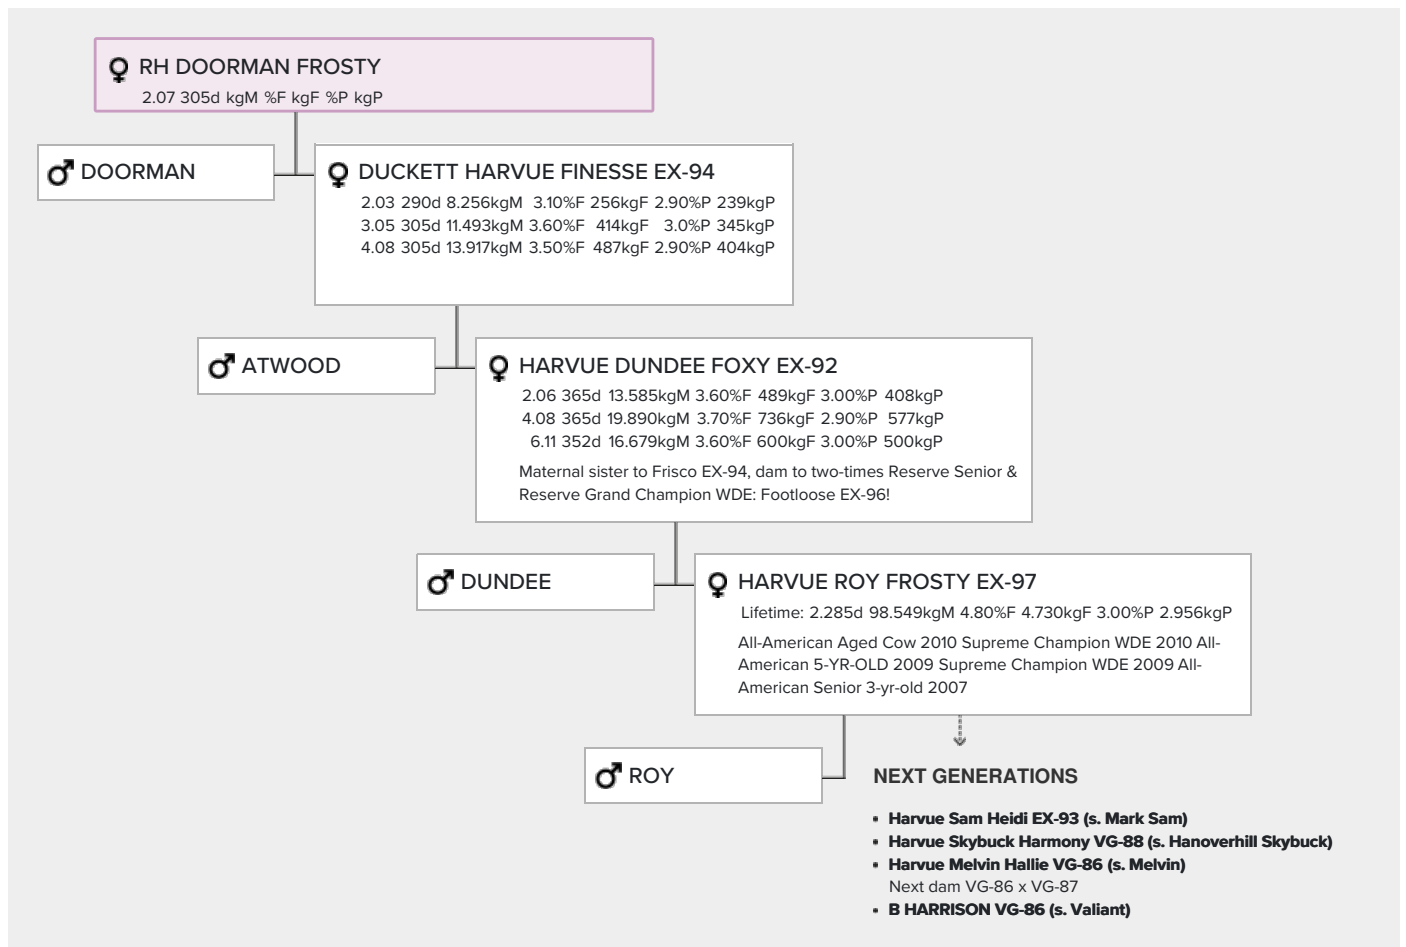 RH DOORMAN FROSTY
2.07 305d kgM %F kgF %P kgP
DOORMAN
DUCKETT HARVUE FINESSE EX-94
2.03 290d 8.256kgM 3.10%F 256kgF 2.90%P 239kgP
3.05 305d 11.493kgM 3.60%F 414kgF 3.0%P 345kgP
4.08 305d 13.917kgM 3.50%F 487kgF 2.90%P 404kgP
ATWOOD
HARVUE DUNDEE FOXY EX-92
2.06 365d 13.585kgM 3.60%F 489kgF 3.00%P 408kgP
4.08 365d 19.890kgM 3.70%F 736kgF 2.90%P 577kgP
6.11 352d 16.679kgM 3.60%F 600kgF 3.00%P 500kgP
Maternal sister to Frisco EX-94, dam to two-times Reserve Senior &
Reserve Grand Champion WDE: Footloose EX-96!
DUNDEE
HARVUE ROY FROSTY EX-97
Lifetime: 2.285d 98.549kgM 4.80%F 4.730kgF 3.00%P 2.956kgP
All-American Aged Cow 2010 Supreme Champion WDE 2010 All-
American 5-YR-OLD 2009 Supreme Champion WDE 2009 All-
American Senior 3-yr-old 2007
ROY
NEXT GENERATIONS
• Harvue Sam Heidi EX-93 (s. Mark Sam)
• Harvue Skybuck Harmony VG-88 (s. Hanoverhill Skybuck)
• Harvue Melvin Hallie VG-86 (s. Melvin)
Next dam VG-86 x VG-87
• B HARRISON VG-86 (s. Valiant)